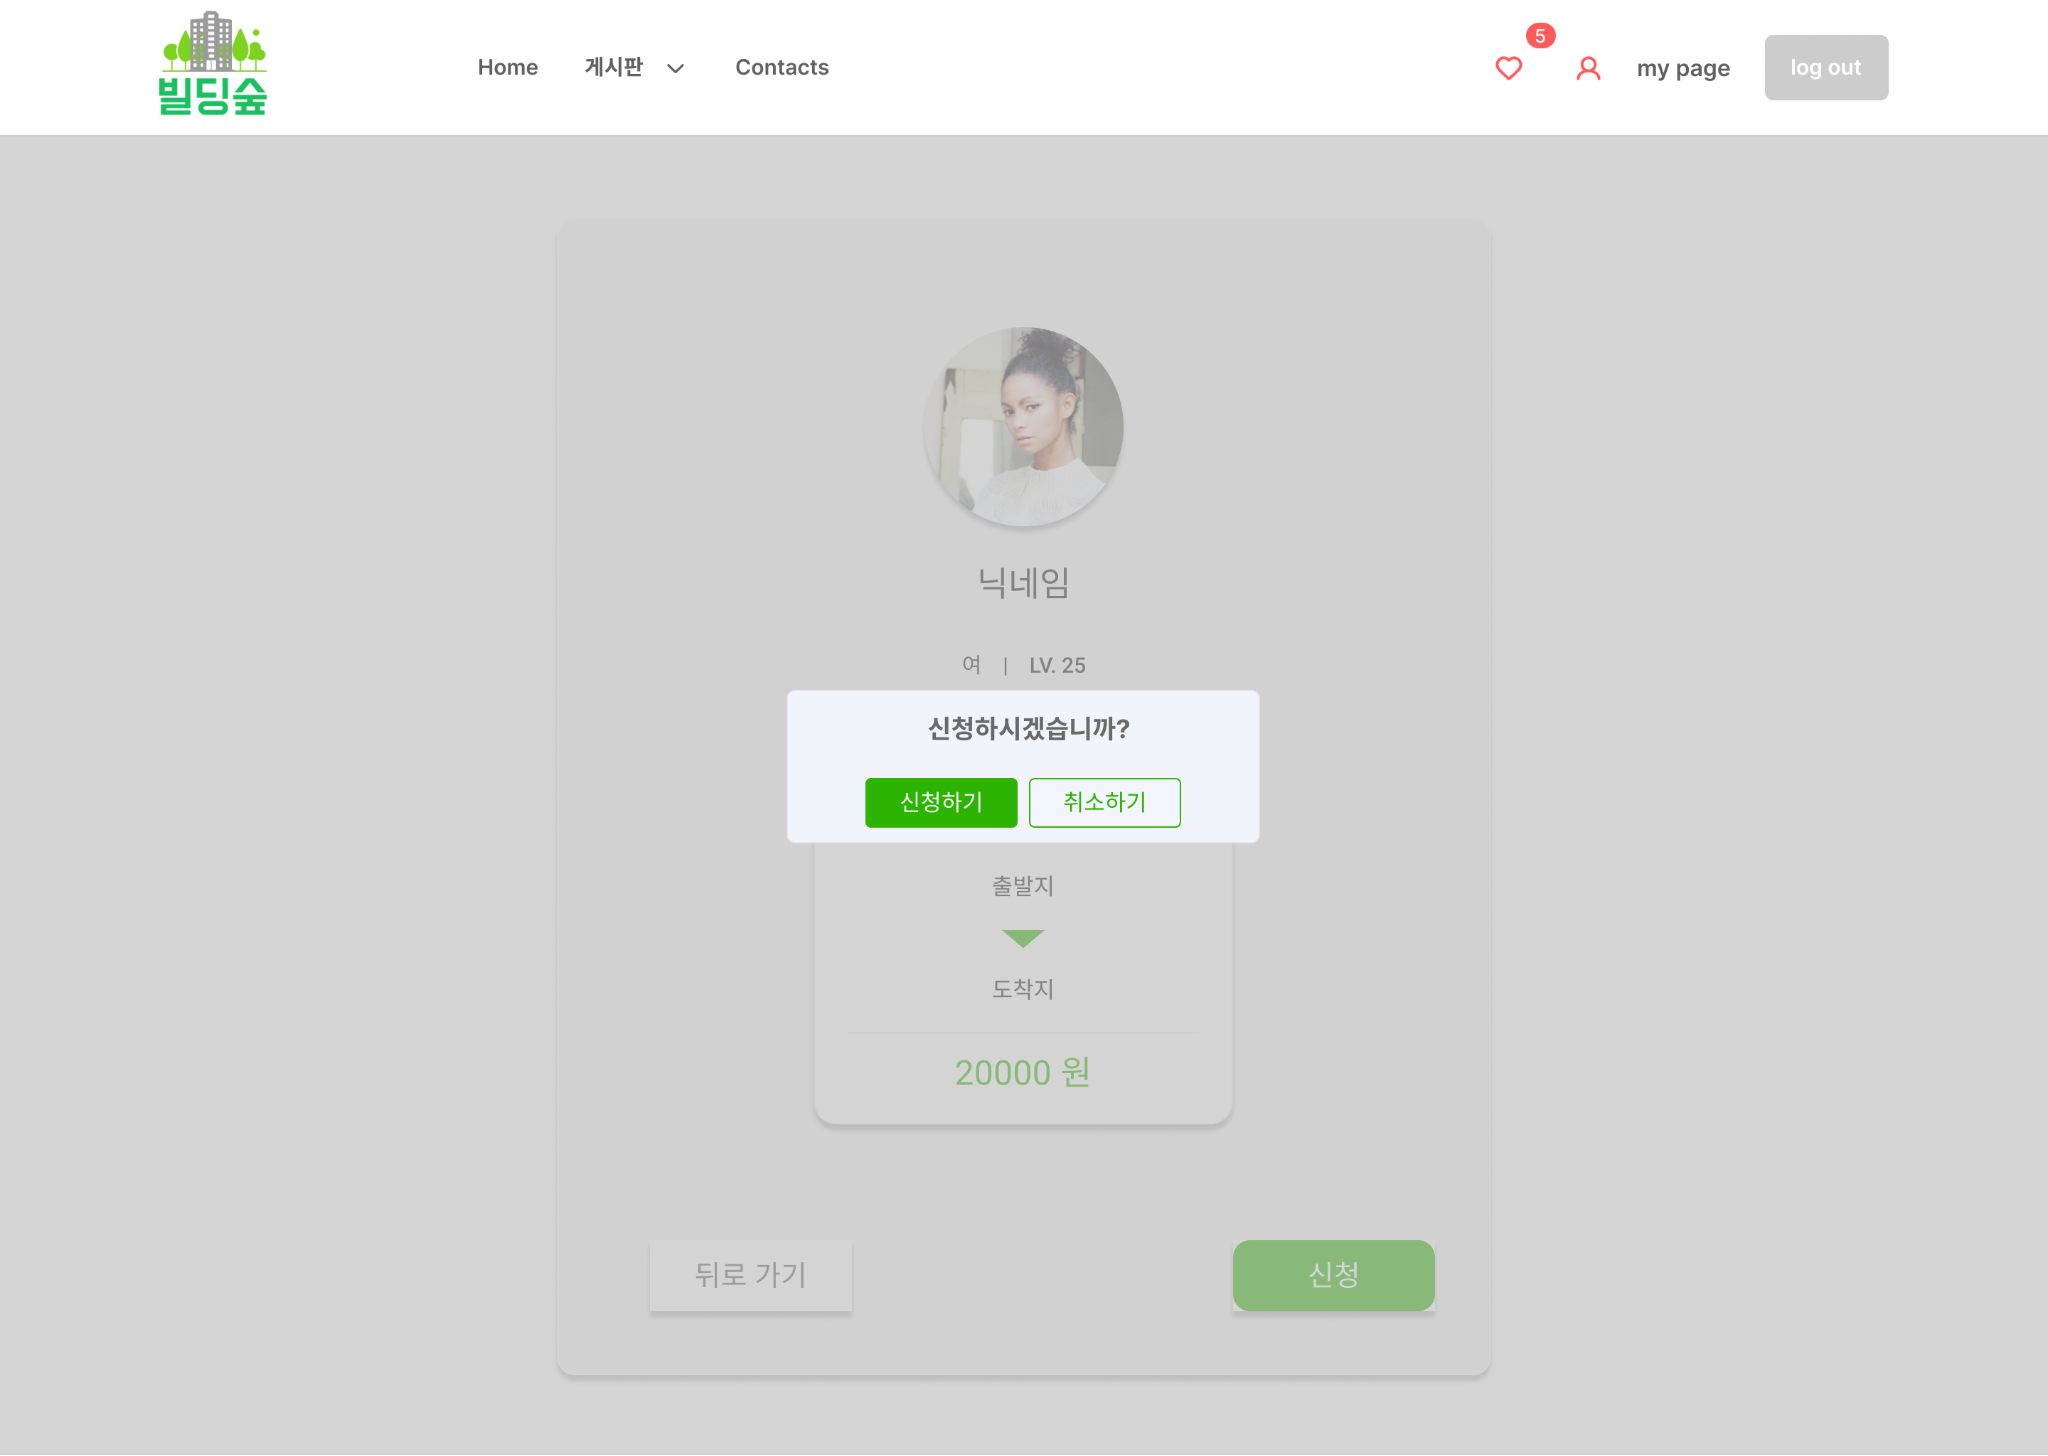 빌딩숲
Home 게시판 Contacts
5
my page
log out
닉네임
여 | LV. 25
신청하시겠습니까?
신청하기 취소하기
출발지
도착지
20000 원
뒤로 가기 신청